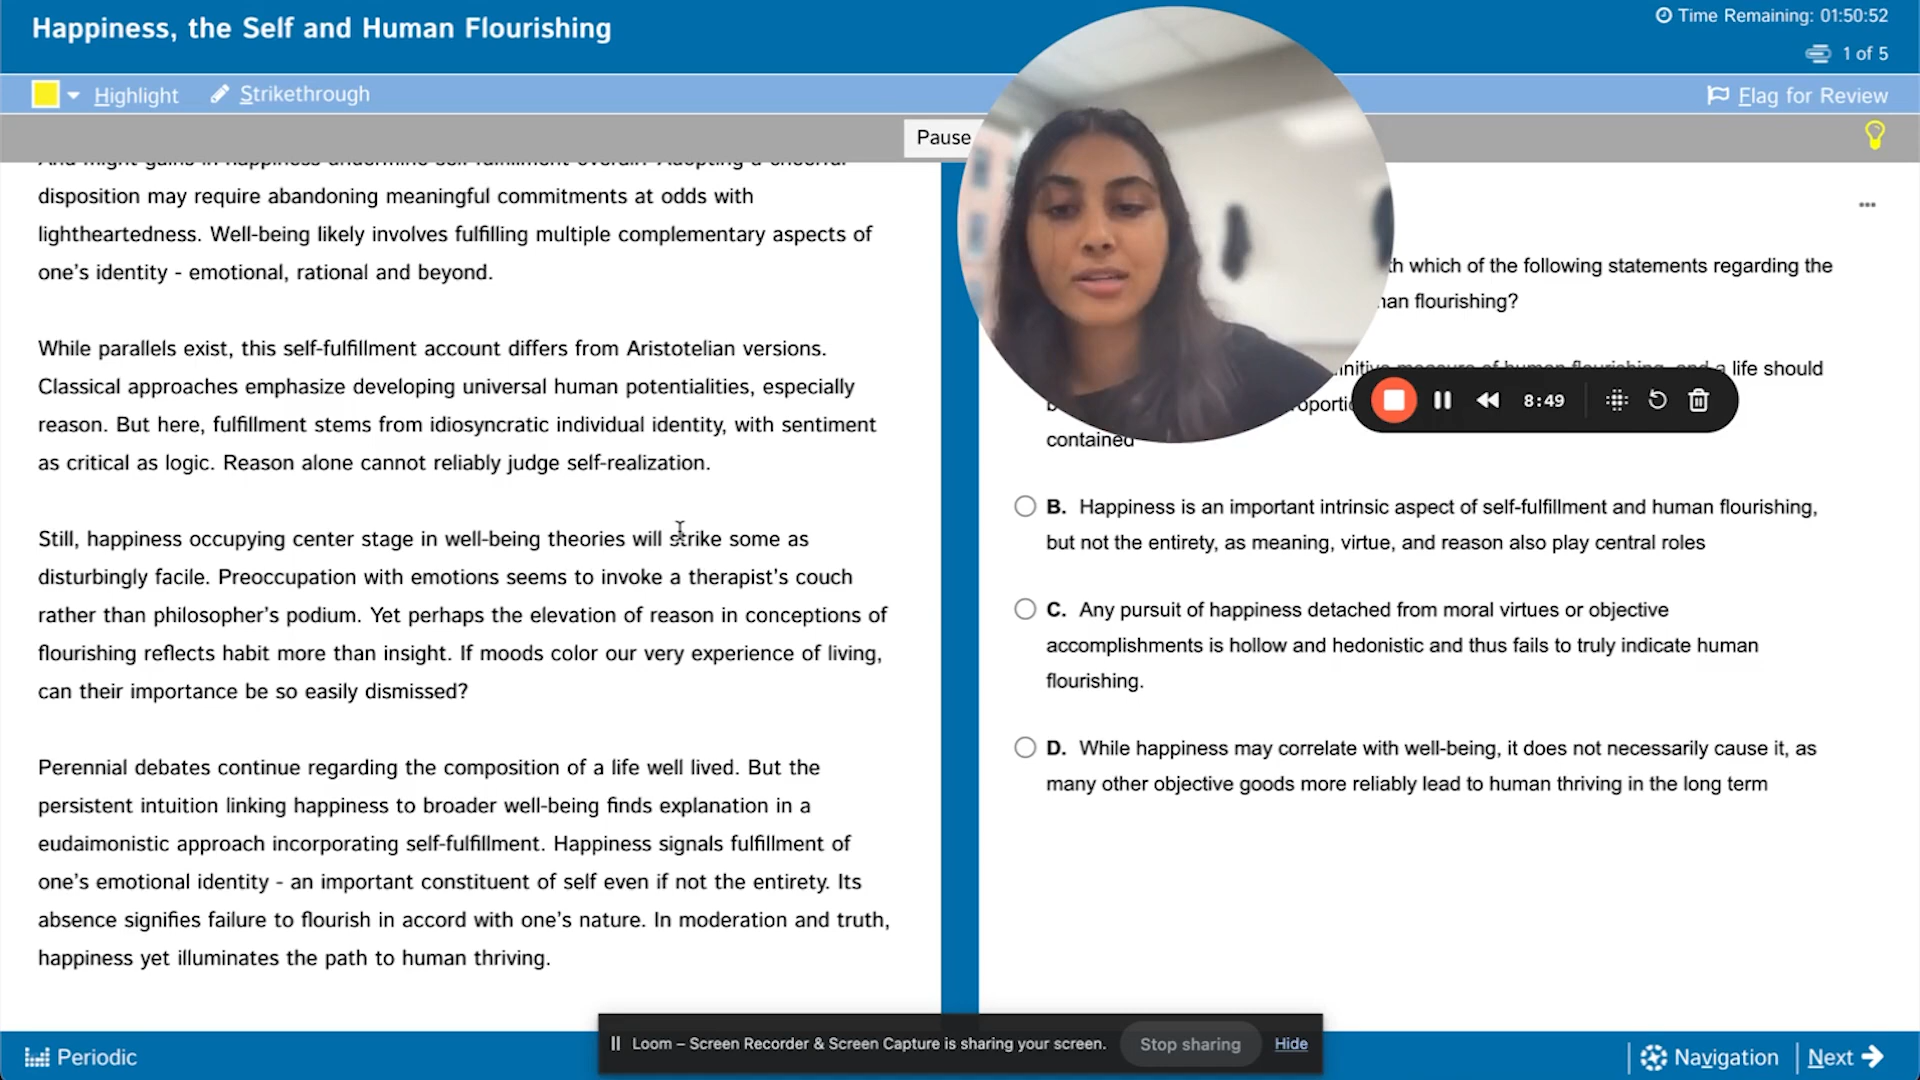 Happiness, the Self and Human Flourishing
Time Remaining: 01:50:52
1 of 5
Highlight
Strikethrough
Flag for Review
Pause
disposition may require abandoning meaningful commitments at odds with
lightheartedness. Well-being likely involves fulfilling multiple complementary aspects of
one's identity - emotional, rational and beyond.
While parallels exist, this self-fulfillment account differs from Aristotelian versions.
Classical approaches emphasize developing universal human potentialities, especially
reason. But here, fulfillment stems from idiosyncratic individual identity, with sentiment
as critical as logic. Reason alone cannot reliably judge self-realization.
Still, happiness occupying center stage in well-being theories will strike some as
disturbingly facile. Preoccupation with emotions seems to invoke a therapist's couch
rather than philosopher's podium. Yet perhaps the elevation of reason in conceptions of
flourishing reflects habit more than insight. If moods color our very experience of living,
can their importance be so easily dismissed?
Perennial debates continue regarding the composition of a life well lived. But the
persistent intuition linking happiness to broader well-being finds explanation in a
eudaimonistic approach incorporating self-fulfillment. Happiness signals fulfillment of
one's emotional identity - an important constituent of self even if not the entirety. Its
absence signifies failure to flourish in accord with one's nature. In moderation and truth,
happiness yet illuminates the path to human thriving.
which of the following statements regarding the
flourishing?
measure of human flourishing, and a life should
contained
8:49
B. Happiness is an important intrinsic aspect of self-fulfillment and human flourishing,
but not the entirety, as meaning, virtue, and reason also play central roles
C. Any pursuit of happiness detached from moral virtues or objective
accomplishments is hollow and hedonistic and thus fails to truly indicate human
flourishing.
D. While happiness may correlate with well-being, it does not necessarily cause it, as
many other objective goods more reliably lead to human thriving in the long term
Loom – Screen Recorder & Screen Capture is sharing your screen.
Stop sharing
Hide
Periodic
Navigation
Next